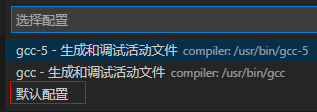 选择配置
gcc-5 - 生成和调试活动文件 compiler: /usr/bin/gcc-5
gcc - 生成和调试活动文件 compiler: /usr/bin/gcc
默认配置